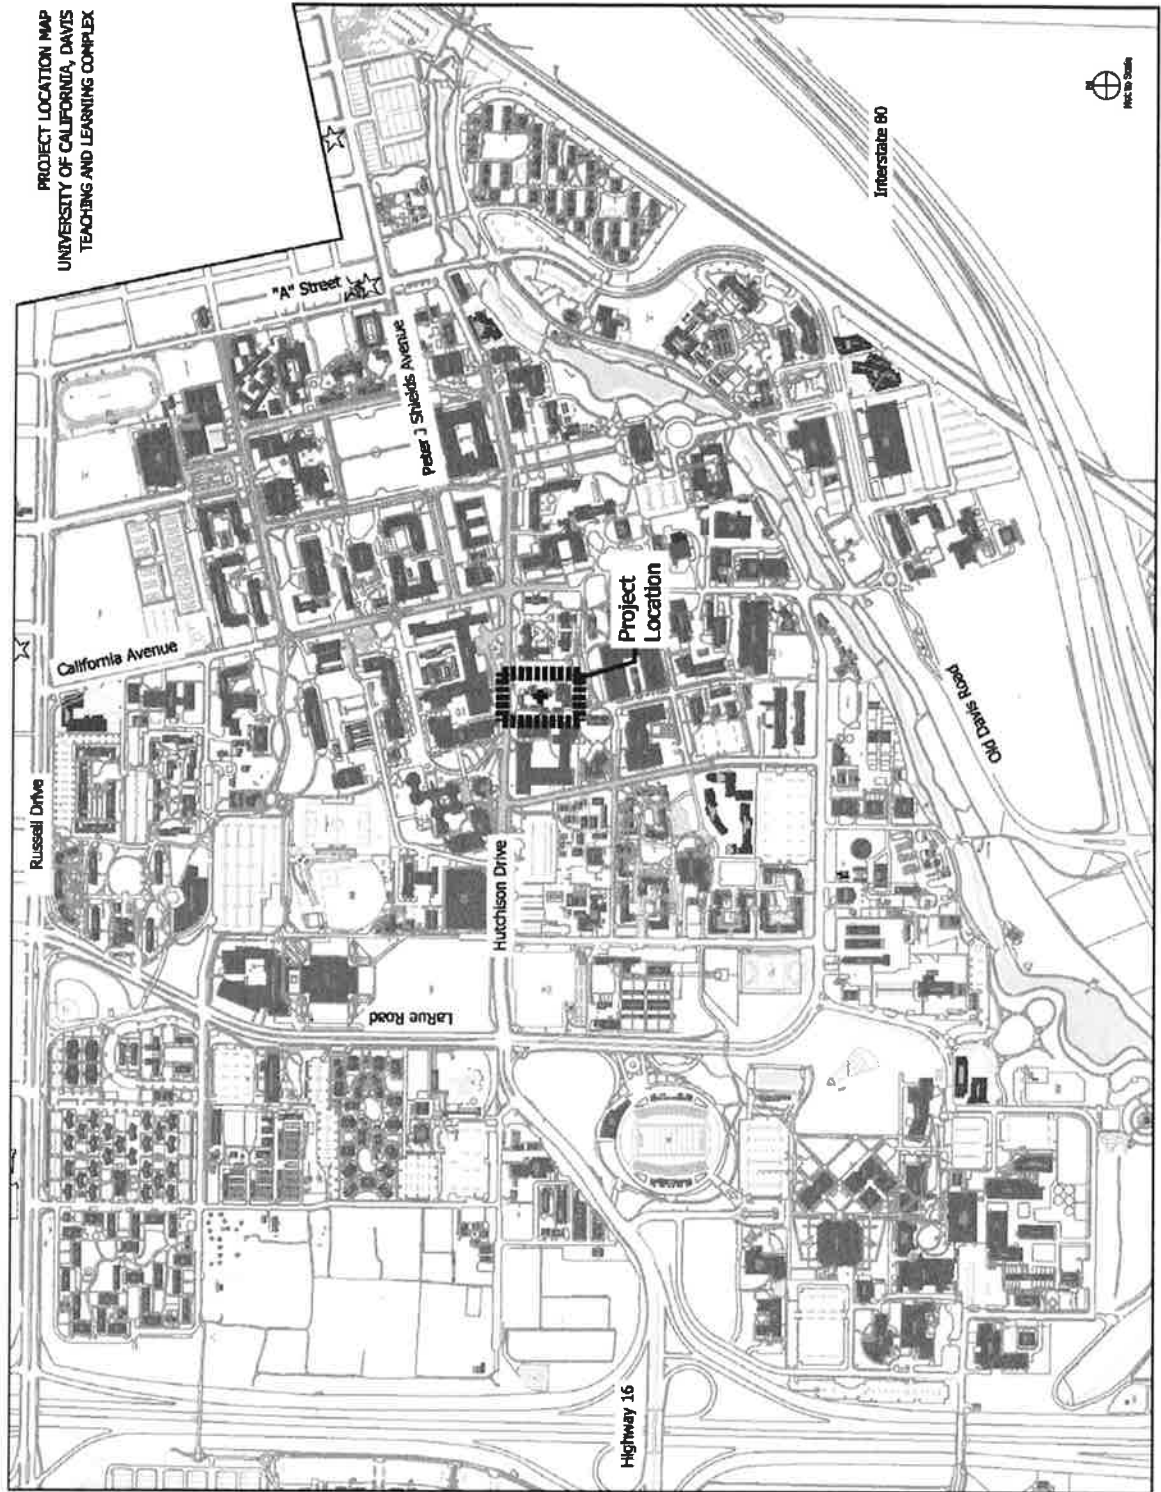 PROJECT LOCATION MAP
UNIVERSITY OF CALIFORNIA, DAVIS
TEACHING AND LEARNING COMPLEX
"A" Street
Peter J Shields Avenue
California Avenue
Russell Drive
Project
Location
Hutchison Drive
LaRue Road
Old Davis Road
Interstate 80
Highway 16
Not to Scale